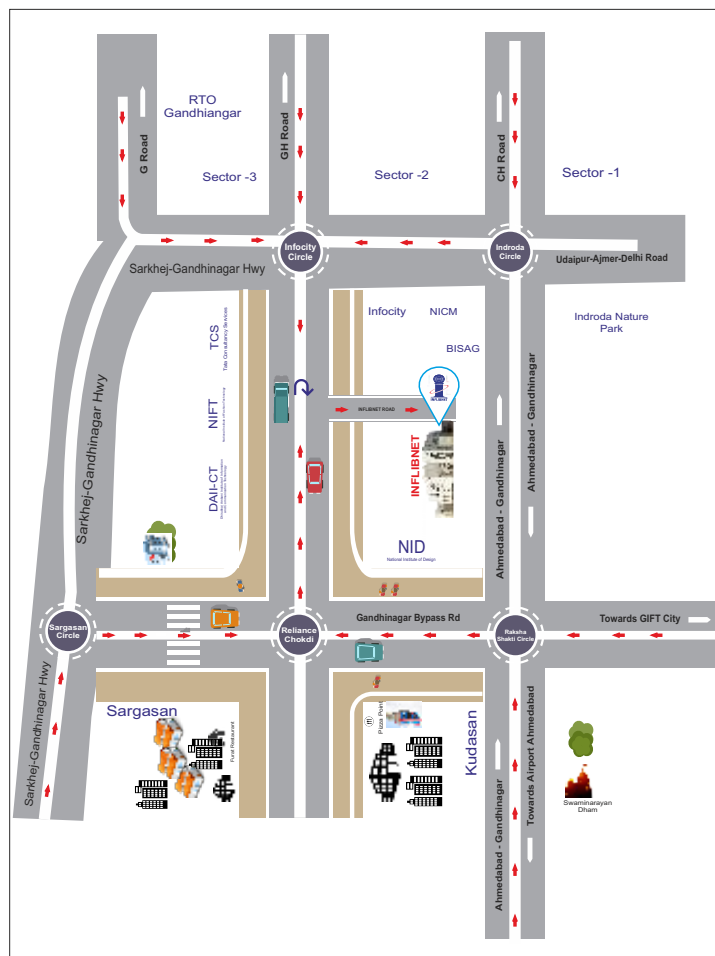 RTO
Gandhiangar
G Road
GH Road
CH Road
Sector -3
Sector -2
Sector -1
Infocity
Circle
Indroda
Circle
Udaipur-Ajmer-Delhi Road
Sarkhej-Gandhinagar Hwy
Infocity
NICM
BISAG
Indroda Nature
Park
TCS
Tata Consultancy Services
NIFT
DAII-CT
Sarkhej-Gandhinagar Hwy
INFLIBNET
INFLIBNET ROAD
INFLIBNET
Ahmedabad - Gandhinagar
Ahmedabad - Gandhinagar
NID
National Institute of Design
Gandhinagar Bypass Rd
Towards GIFT City
Sargasan
Circle
Reliance
Chokdi
Raksha
Shakti Circle
Sarkhej-Gandhinagar Hwy
Sargasan
Fural Restaurant
Pizza Point
Kudasan
Ahmedabad - Gandhinagar
Towards Airport Ahmedabad
Swaminarayan
Dham